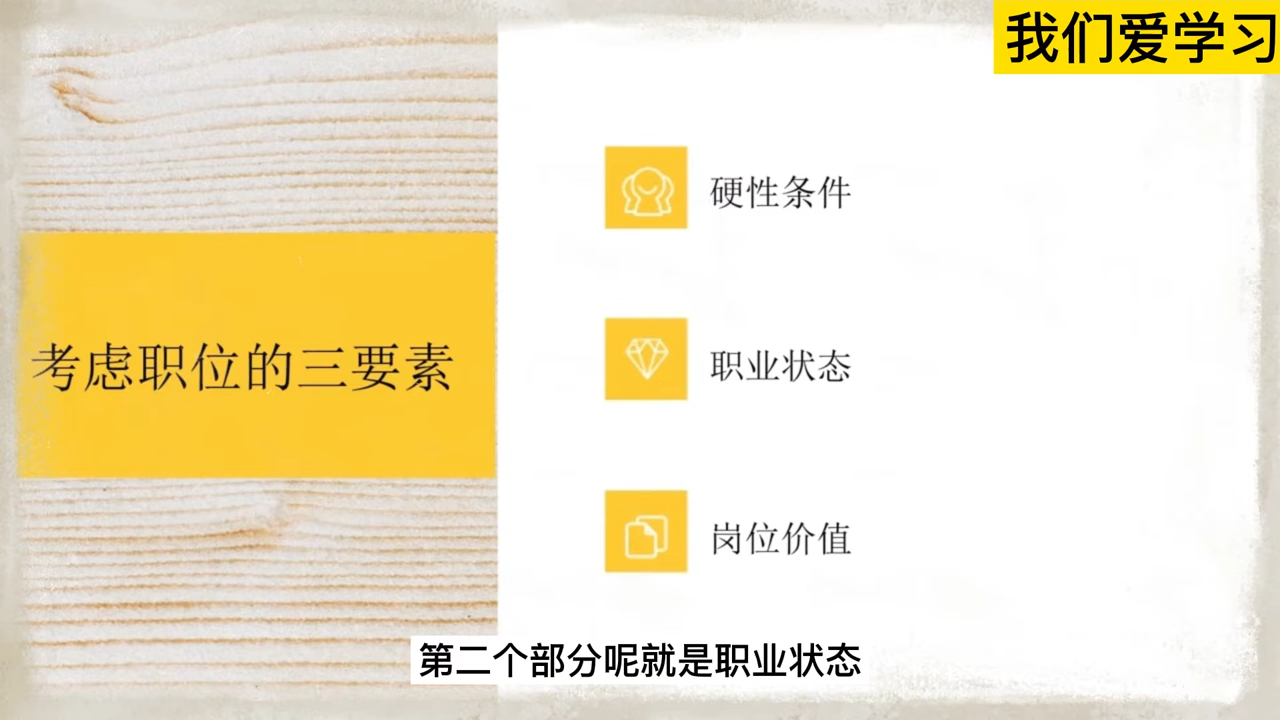 我们爱学习
考虑职位的三要素
硬性条件
职业状态
岗位价值
第二个部分呢就是职业状态